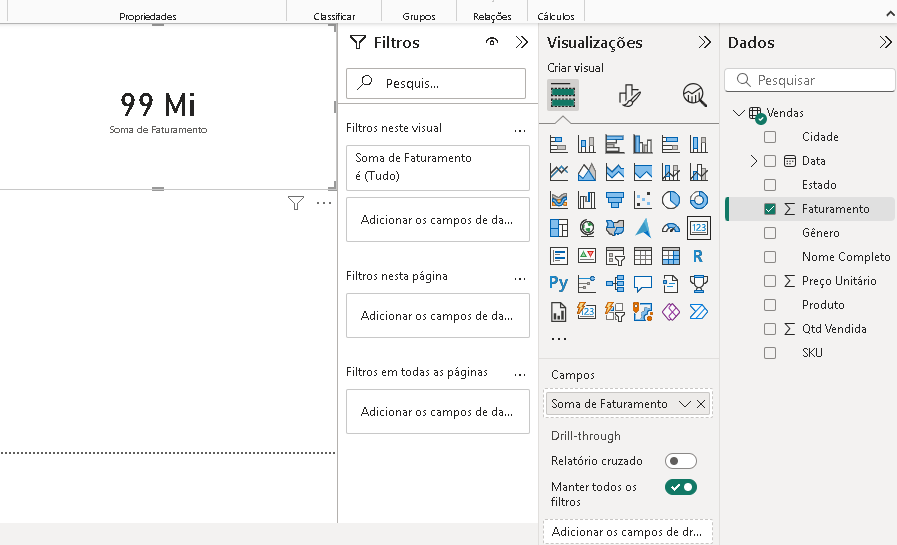 Propriedades
Classificar
Grupos
Relações
Cálculos
99 Mi
Soma de Faturamento
Filtros
Pesquis...
Filtros neste visual
Soma de Faturamento
é (Tudo)
Adicionar os campos de da...
Filtros nesta página
Adicionar os campos de da...
Filtros em todas as páginas
Adicionar os campos de da...
Visualizações
Criar visual
123
R
Py
123
Campos
Soma de Faturamento
Drill-through
Relatório cruzado
Manter todos os
filtros
Adicionar os campos de dr...
Dados
Pesquisar
Vendas
Cidade
Data
Estado
Σ Faturamento
Gênero
Nome Completo
Σ Preço Unitário
Produto
Σ Qtd Vendida
SKU